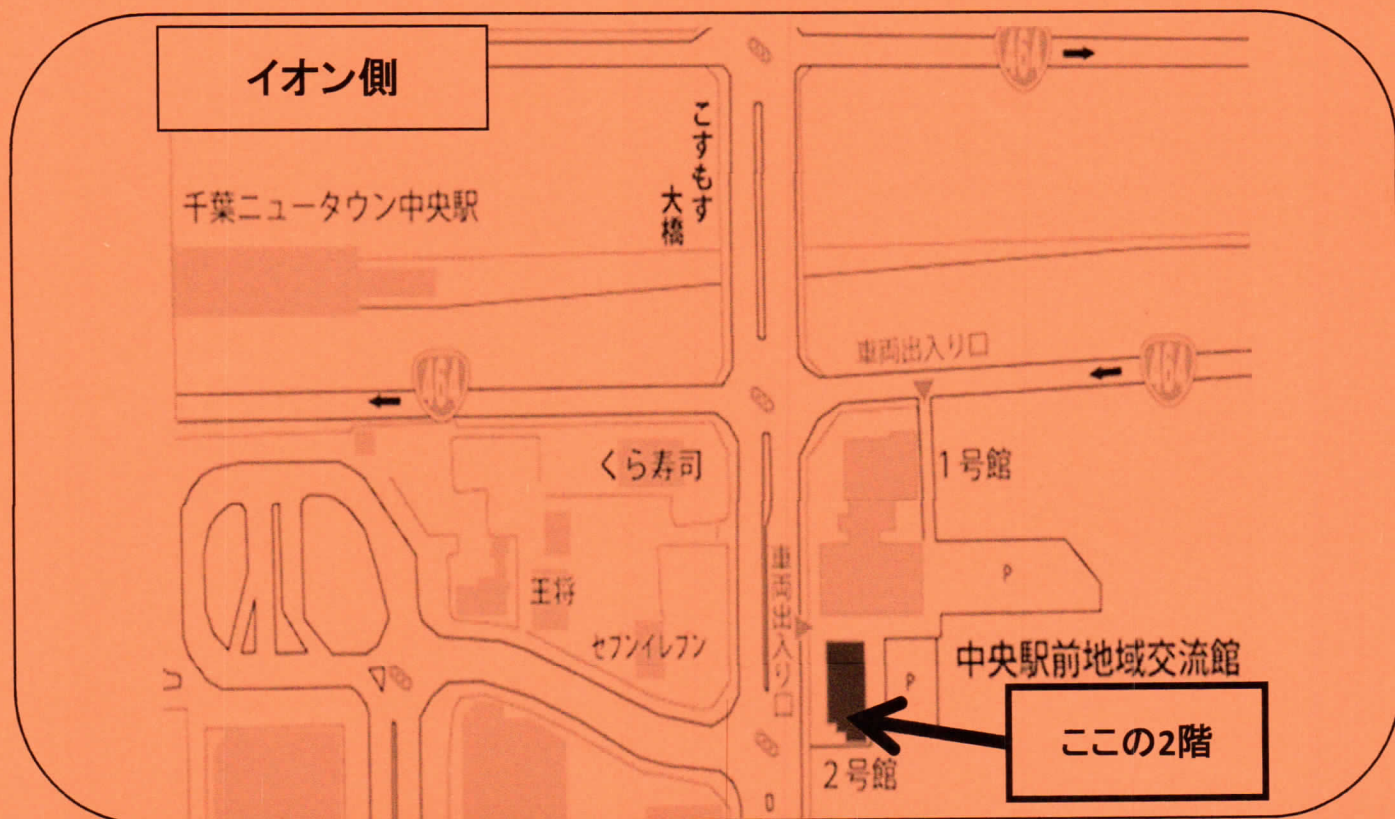 イオン側
464
こすもす
大橋
千葉ニュータウン中央駅
車両出入り口
464
464
くら寿司
1号館
王将
車両出入り口
P
セブンイレブン
中央駅前地域交流館
P
ここの2階
2号館